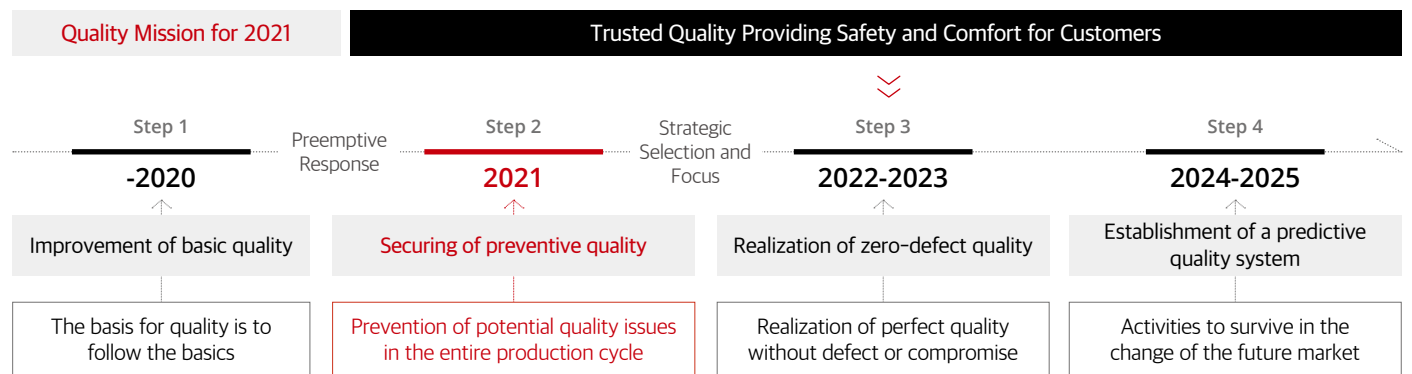 Quality Mission for 2021
Trusted Quality Providing Safety and Comfort for Customers
Step 1
Preemptive
Response
Step 2
Strategic
Selection and
Focus
Step 3
Step 4
-2020
2021
2022-2023
2024-2025
Improvement of basic quality
Securing of preventive quality
Realization of zero-defect quality
Establishment of a predictive
quality system
The basis for quality is to
follow the basics
Prevention of potential quality issues
in the entire production cycle
Realization of perfect quality
without defect or compromise
Activities to survive in the
change of the future market